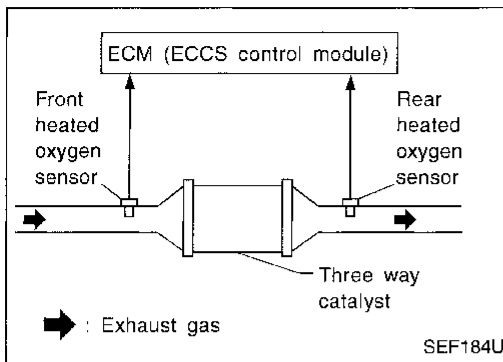 ECM (ECCS control module)
Front
heated
oxygen
sensor
Rear
heated
oxygen
sensor
Three way
catalyst
: Exhaust gas
SEF184U